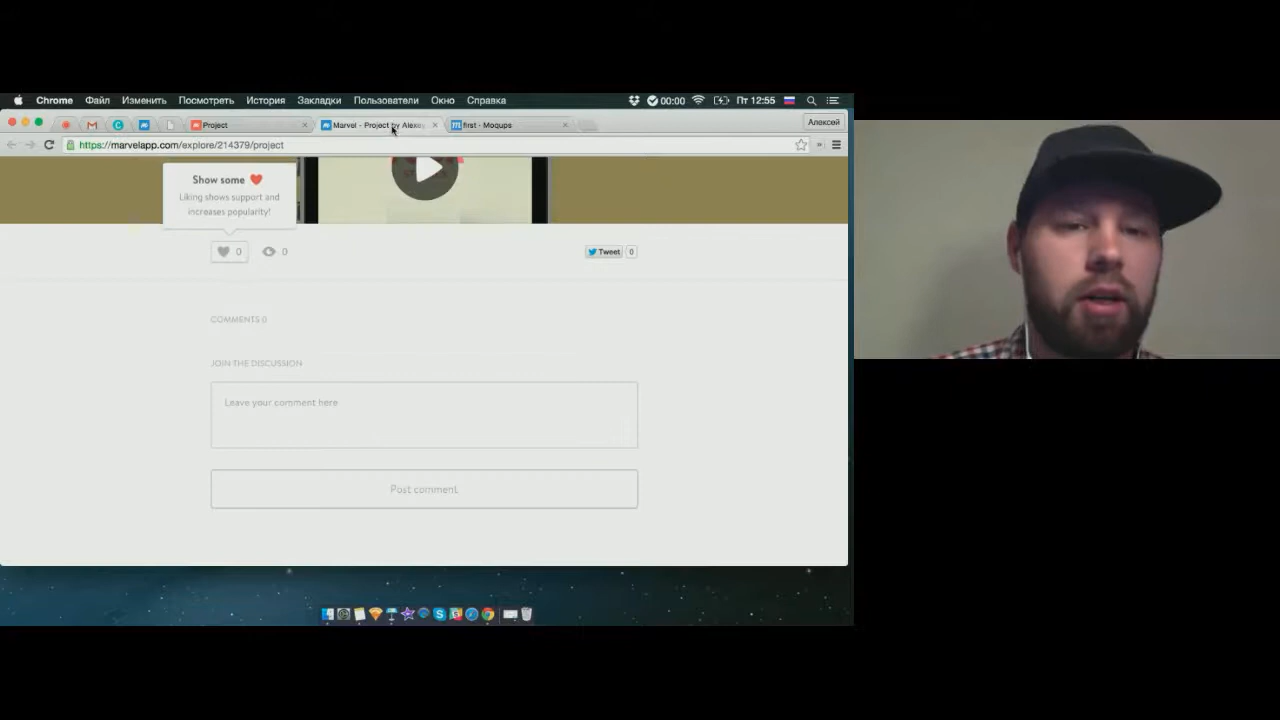 Chrome Файл Изменить Посмотреть История Закладки Пользователи Окно Справка 00:00 Пт 12:55
Project Marvel - Project by Alexey first - Moqups Алексей
https://marvelapp.com/explore/214379/project
Show some
Liking shows support and
increases popularity!
0 0 Tweet 0
COMMENTS 0
JOIN THE DISCUSSION
Leave your comment here
Post comment